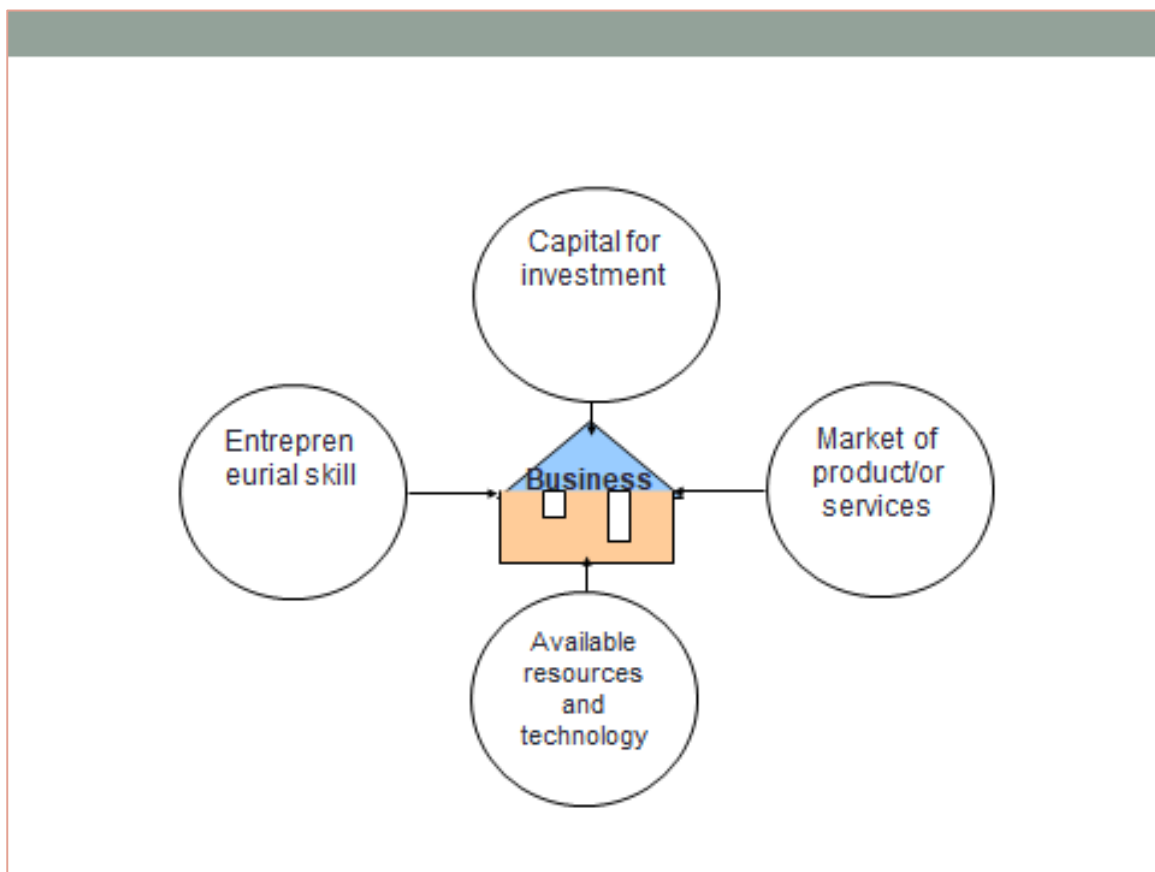 Capital for
investment
Entrepren
eurial skill
Business
Market of
product/or
services
Available
resources
and
technology